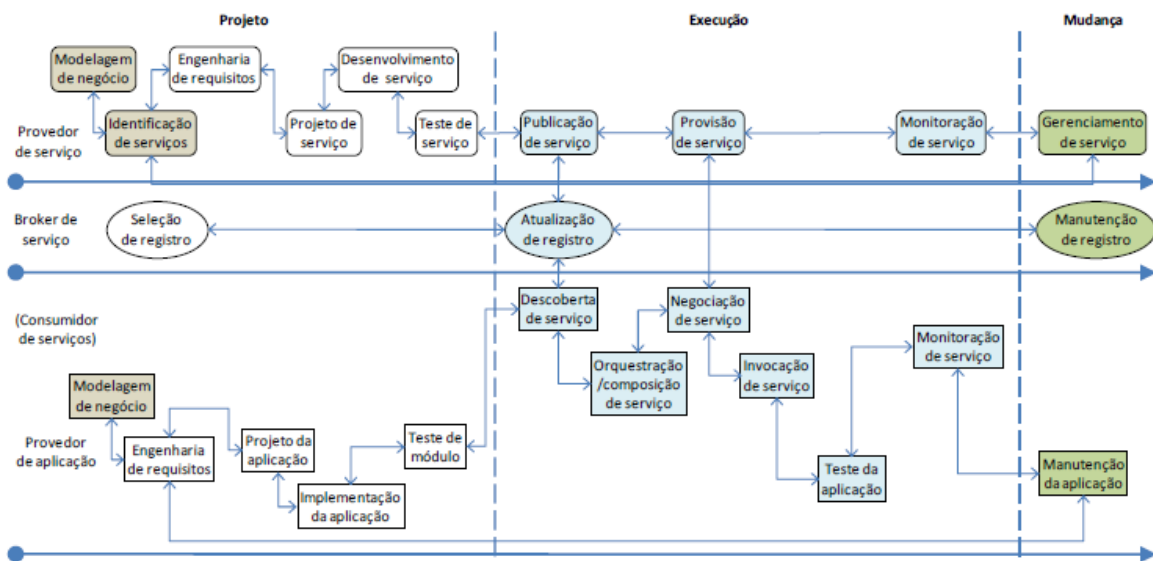 Projeto
Execução
Mudança
Modelagem
de negócio
Engenharia
de requisitos
Desenvolvimento
de serviço
Identificação
de serviços
Projeto de
serviço
Teste de
serviço
Publicação
de serviço
Provisão
de serviço
Monitoração
de serviço
Gerenciamento
de serviço
Provedor
de serviço
Broker de
serviço
Seleção
de registro
Atualização
de registro
Manutenção
de registro
(Consumidor
de serviços)
Descoberta
de serviço
Negociação
de serviço
Orquestração
/composição
de serviço
Invocação
de serviço
Monitoração
de serviço
Modelagem
de negócio
Provedor
de aplicação
Engenharia
de requisitos
Projeto da
aplicação
Teste de
módulo
Implementação
da aplicação
Teste da
aplicação
Manutenção
da aplicação